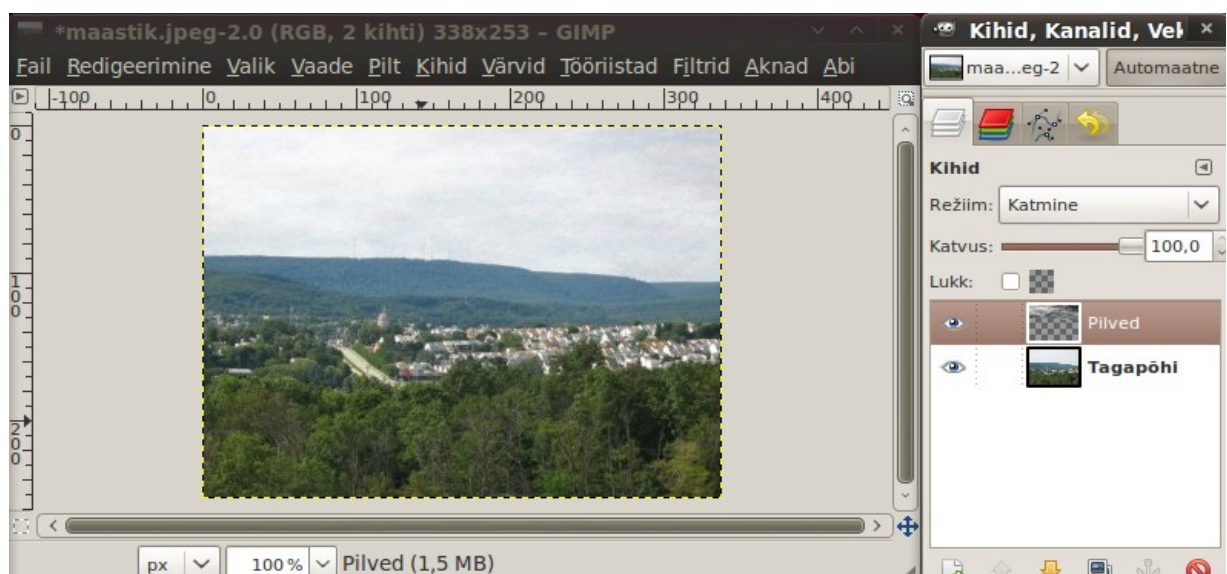 *maastik.jpeg-2.0 (RGB, 2 kihti) 338x253 – GIMP
Fail Redigeerimine Valik Vaade Pilt Kihid Värvid Tööriistad Filtrid Aknad Abi
-100 0 100 200 300 400
0
100
200
px 100 % Pilved (1,5 MB)
Kihid, Kanalid, Vek
maa...eg-2 Automaatne
Kihid
Režiim: Katmine
Katvus: 100,0
Lukk:
Pilved
Tagapõhi